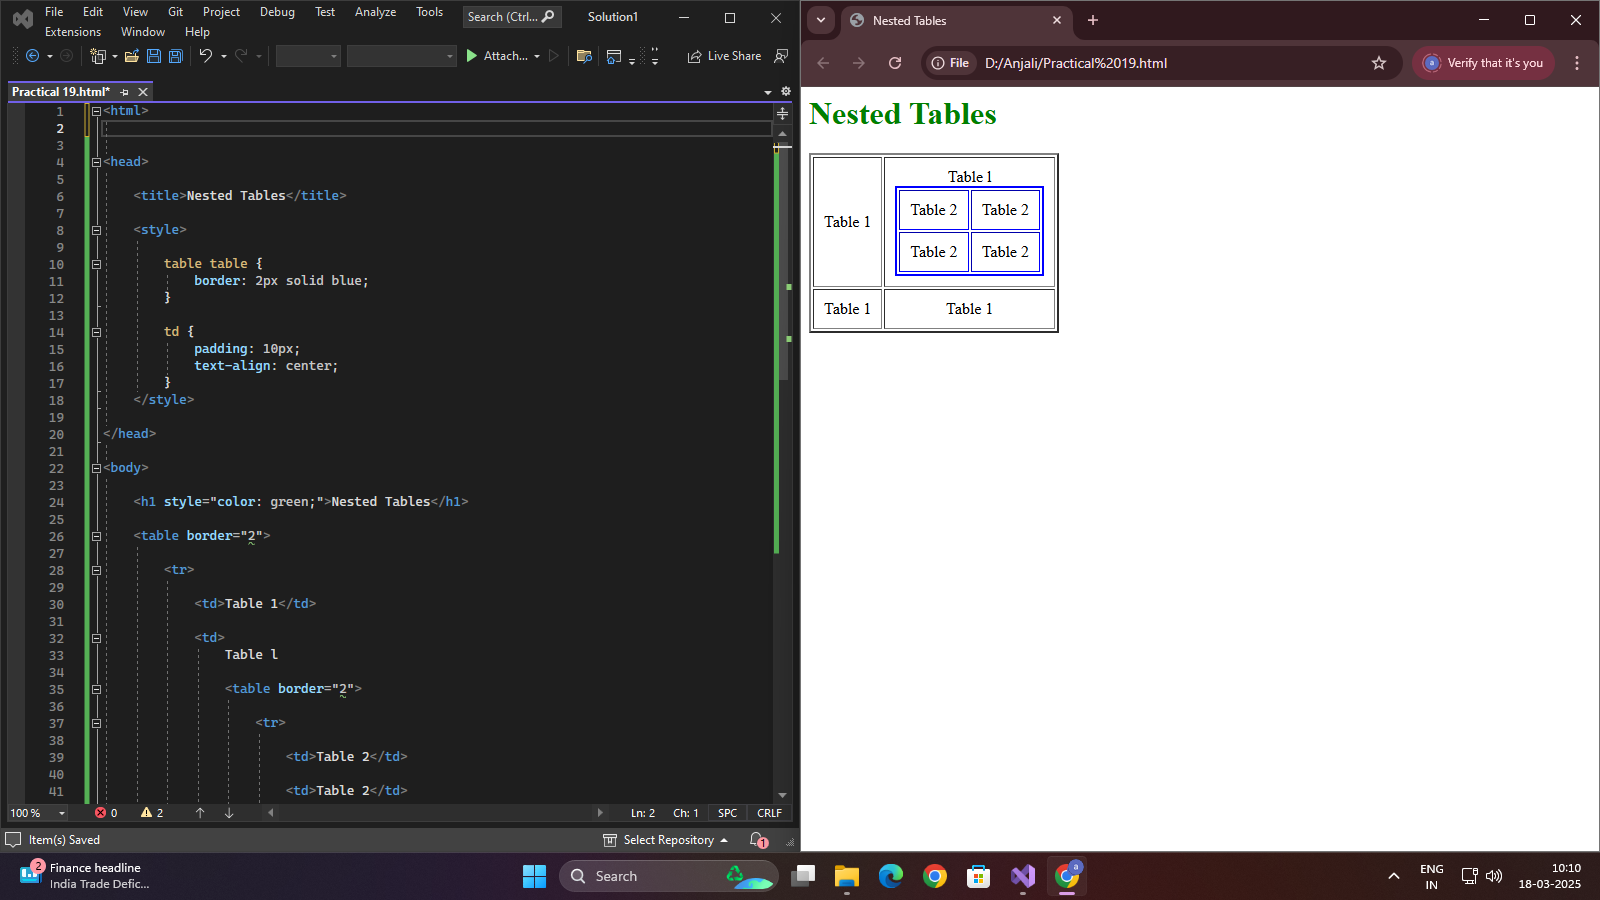 File Edit View Git Project Debug Test Analyze Tools Search (Ctrl... Solution1
Extensions Window Help
Attach... Live Share
Practical 19.html*
1 <html>
2
3
4 <head>
5
6 <title>Nested Tables</title>
7
8 <style>
9
10 table table {
11 border: 2px solid blue;
12 }
13
14 td {
15 padding: 10px;
16 text-align: center;
17 }
18 </style>
19
20 </head>
21
22 <body>
23
24 <h1 style="color: green;">Nested Tables</h1>
25
26 <table border="2">
27
28 <tr>
29
30 <td>Table 1</td>
31
32 <td>
33 Table l
34
35 <table border="2">
36
37 <tr>
38
39 <td>Table 2</td>
40
41 <td>Table 2</td>
100 % 0 2 Ln: 2 Ch: 1 SPC CRLF
Item(s) Saved Select Repository 1
Nested Tables
File D:/Anjali/Practical%2019.html a Verify that it's you
Nested Tables
Table l
Table 1
Table 2 Table 2
Table 2 Table 2
Table 1 Table 1
2 Finance headline
India Trade Defic...
Search
a
ENG
IN
10:10
18-03-2025